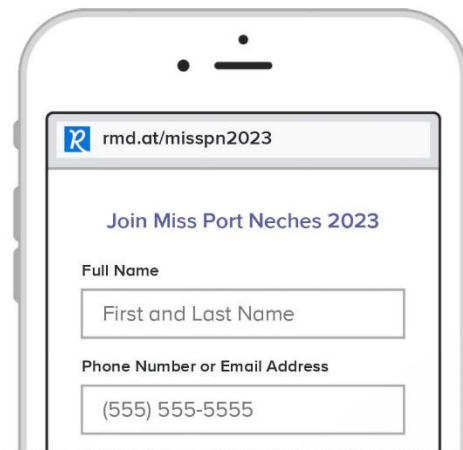 rmd.at/misspn2023
Join Miss Port Neches 2023
Full Name
First and Last Name
Phone Number or Email Address
(555) 555-5555